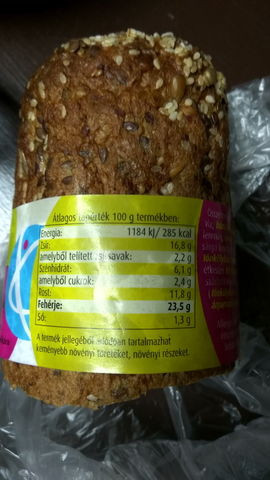 Átlagos tápérték 100 g termékben:
Energia: 1184 kJ/ 285 kcal
Zsír: 16,8 g
amelyből telített zsírsavak: 2,2 g
Szénhidrát: 6,1 g
amelyből cukrok: 2,4 g
Rost: 11,8 g
Fehérje: 23,5 g
Só: 1,3 g
A termék jellegéből adódóan tartalmazhat
keményebb növényi töreteket, növényi részeket.